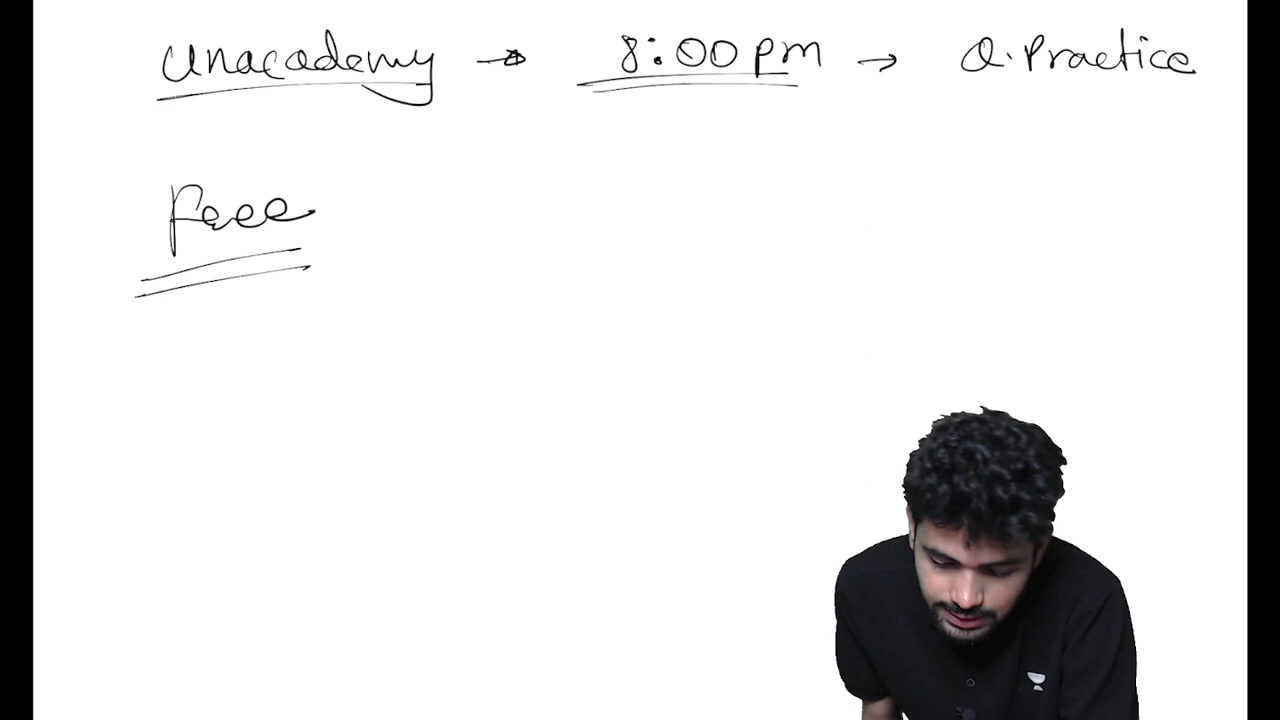 Unacademy → 8:00 pm → Q. Practice
Free